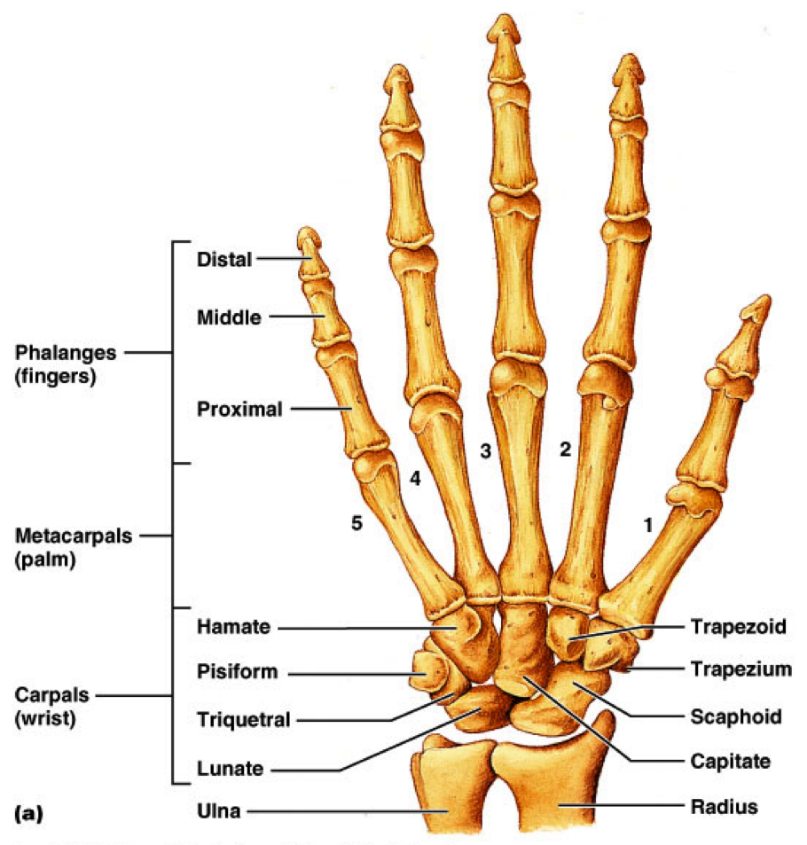 Distal
Middle
Phalanges
(fingers)
Proximal
3
2
4
5
1
Metacarpals
(palm)
Hamate
Trapezoid
Pisiform
Trapezium
Carpals
(wrist)
Triquetral
Scaphoid
Lunate
Capitate
(a)
Ulna
Radius